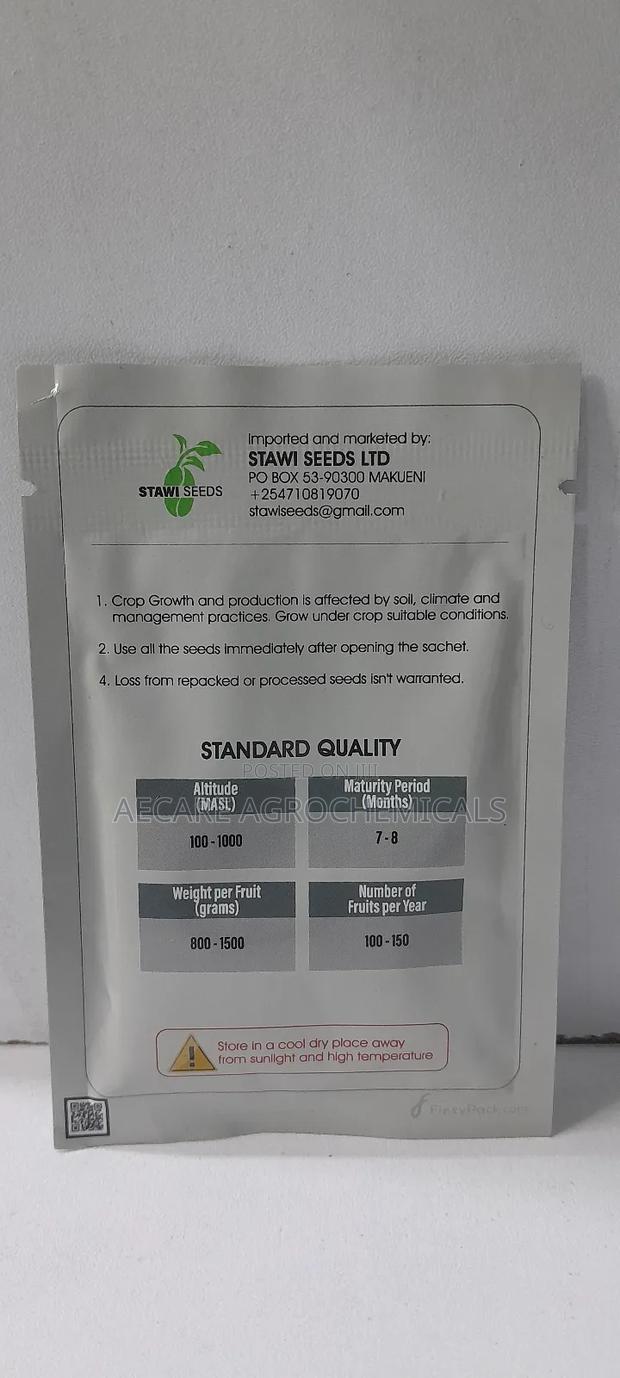 Imported and marketed by:
STAWI SEEDS LTD
PO BOX 53-90300 MAKUENI
+254710819070
stawiseeds@gmail.com
STAWI SEEDS
1. Crop Growth and production is affected by soil, climate and
management practices. Grow under crop suitable conditions.
2. Use all the seeds immediately after opening the sachet.
4. Loss from repacked or processed seeds isn't warranted.
STANDARD QUALITY
POSTED ON JIJI
AECARE AGROCHEMICALS
Altitude
(MASL)
100 - 1000
Maturity Period
(Months)
7 - 8
Weight per Fruit
(grams)
800 - 1500
Number of
Fruits per Year
100 - 150
Store in a cool dry place away
from sunlight and high temperature